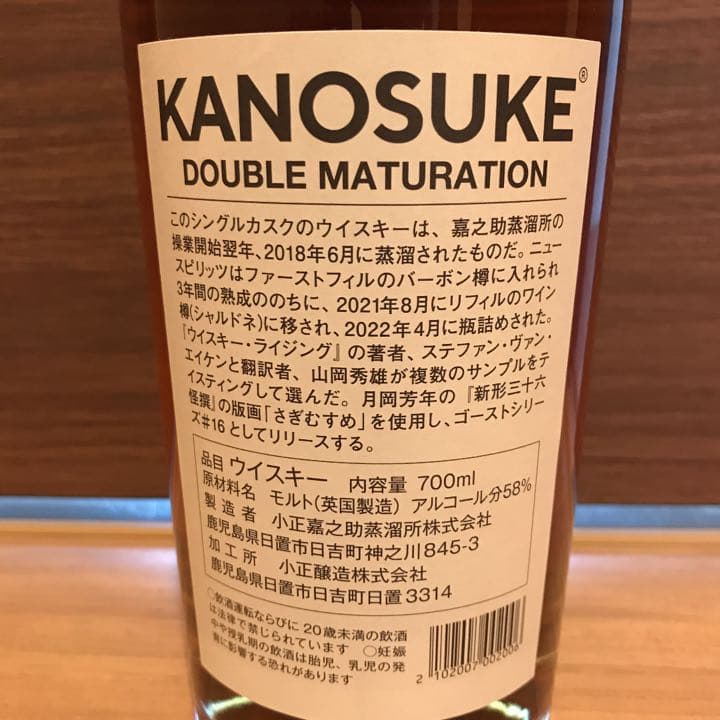 KANOSUKE®
DOUBLE MATURATION
このシングルカスクのウイスキーは、嘉之助蒸溜所の
操業開始翌年、2018年6月に蒸溜されたものだ。ニュー
スピリッツはファーストフィルのバーボン樽に入れられ
3年間の熟成ののちに、2021年8月にリフィルのワイン
樽(シャルドネ)に移され、2022年4月に瓶詰めされた。
『ウイスキー・ライジング』の著者、ステファン・ヴァン・
エイケンと翻訳者、山岡秀雄が複数のサンプルをテ
イスティングして選んだ。月岡芳年の『新形三十六
怪撰』の版画「さぎむすめ」を使用し、ゴーストシリー
ズ#16としてリリースする。
品目 ウイスキー 内容量 700ml
原材料名 モルト(英国製造) アルコール分58%
製造者 小正嘉之助蒸溜所株式会社
鹿児島県日置市日吉町神之川845-3
加工所 小正醸造株式会社
鹿児島県日置市日吉町日置3314
○飲酒運転ならびに20歳未満の飲酒
は法律で禁じられています ○妊娠
中や授乳期の飲酒は胎児、乳児の発
育に影響する恐れがあります
2 102007 002006